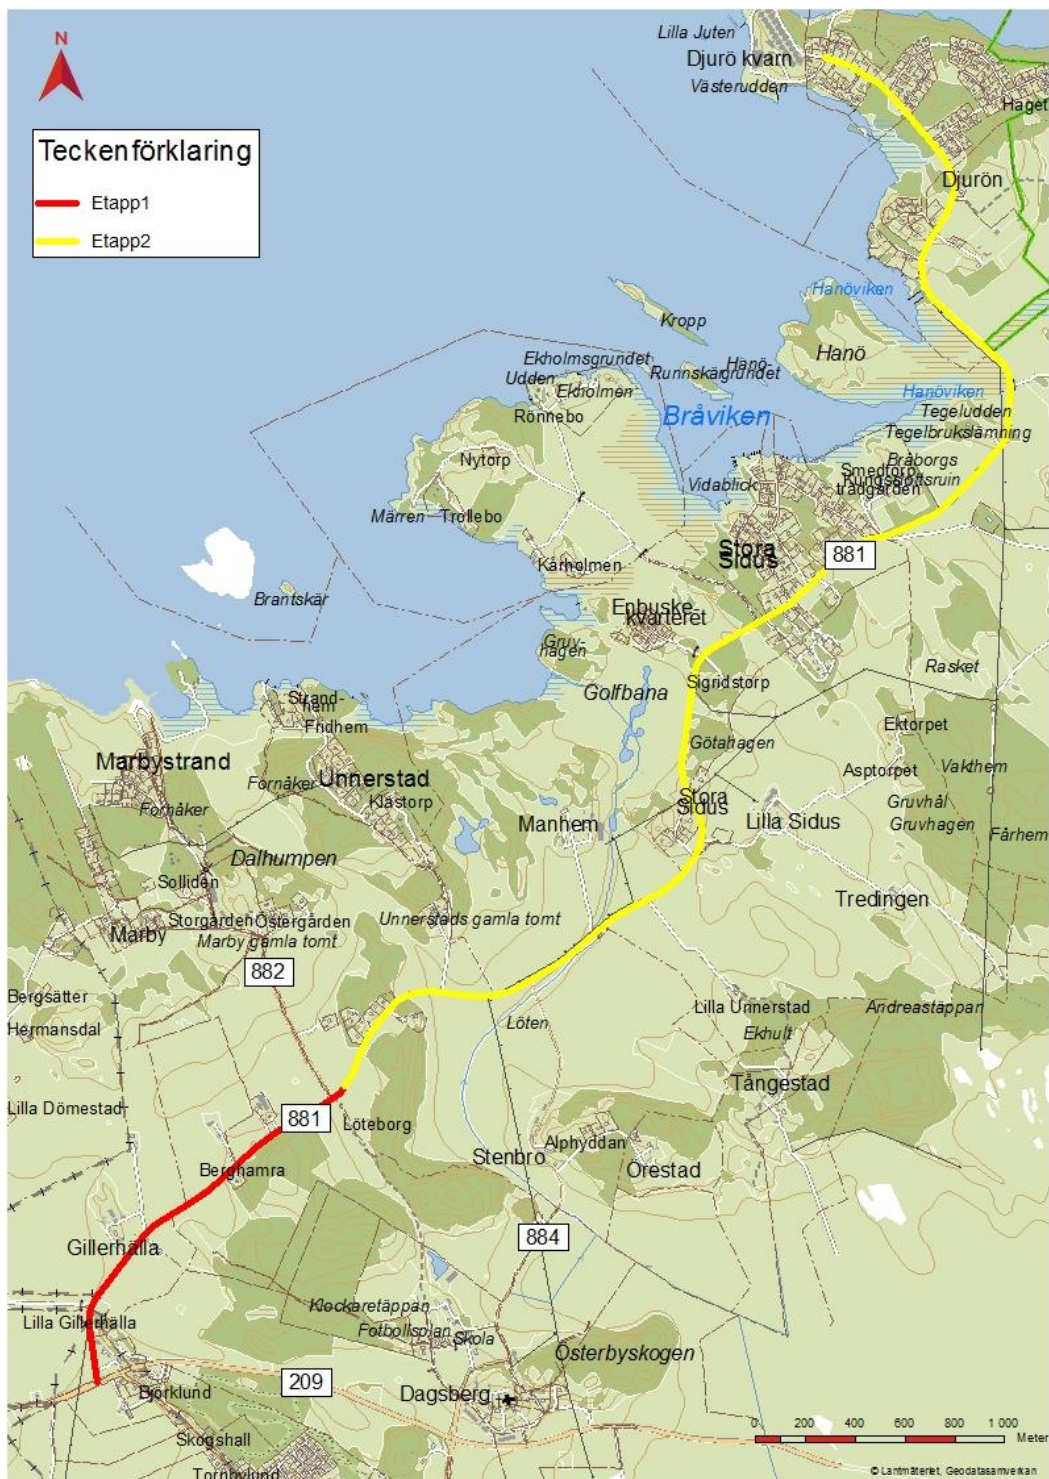 N
Teckenförklaring
Etapp1
Etapp2
Lilla Juten
Djurö kvarn
Västerudden
Haget
Djurön
Hanöviken
Kropp
Hanö
Ekholmsgrundet
Hanö-
Runnskärgrundet
Udden
Ekholmen
Rönnebo
Bråviken
Hanöviken
Tegeludden
Tegelbrukslämning
Nytorp
Bråborgs
Smedtorp
Kungsslottsruin
trädgården
Vidablick
Märren
Trollebo
Stora
Sidus
881
Kårholmen
Brantskär
Enbuske-
kvarteret
Gruv-
hagen
Rasket
Sigridstorp
Golfbana
Strand-
hem
Fridhem
Ektorpet
Götahagen
Marbystrand
Unnerstad
Asptorpet
Vakthem
Fornåker
Klastorp
Fornåker
Stora
Sidus
Gruvhål
Gruvhagen
Manhem
Lilla Sidus
Fårhem
Dalhumpen
Solliden
Tredingen
Storgården
Östergården
Unnerstads gamla tomt
Marby
Marby gamla tomt
882
Bergsätter
Lilla Unnerstad
Andreastäppan
Hermansdal
Löten
Ekhult
Tångestad
Lilla Dömestad
881
Löteborg
Alphyddan
Stenbro
Örestad
Berghamra
884
Gillerhälla
Klockaretäppan
Lilla Gillerhälla
Fotbollsplan
Skola
Österbyskogen
209
Björklund
Dagsberg
0 200 400 600 800 1 000
Meter
Skogshall
Tornbylund
© Lantmäteriet, Geodatasamverkan